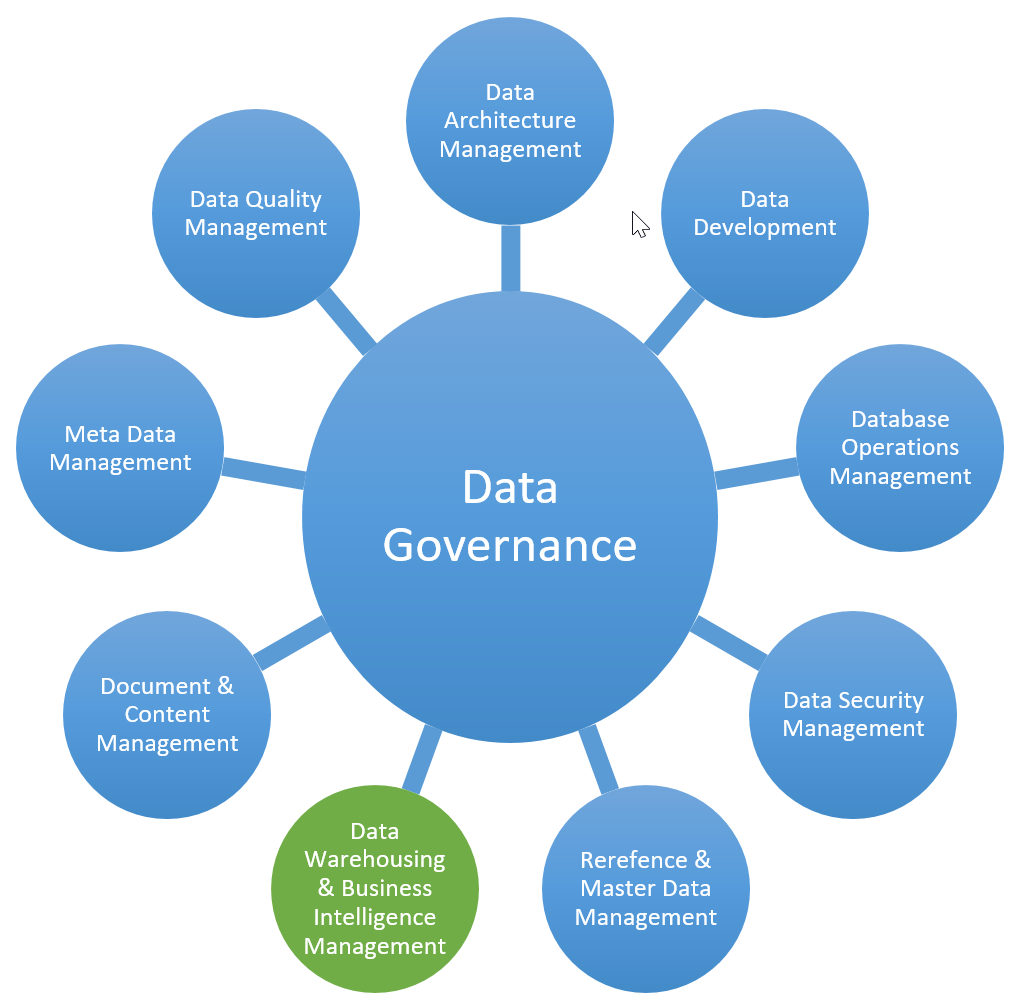 Data
Architecture
Management
Data
Development
Data Quality
Management
Database
Operations
Management
Meta Data
Management
Data
Governance
Data Security
Management
Document &
Content
Management
Rerefence &
Master Data
Management
Data
Warehousing
& Business
Intelligence
Management